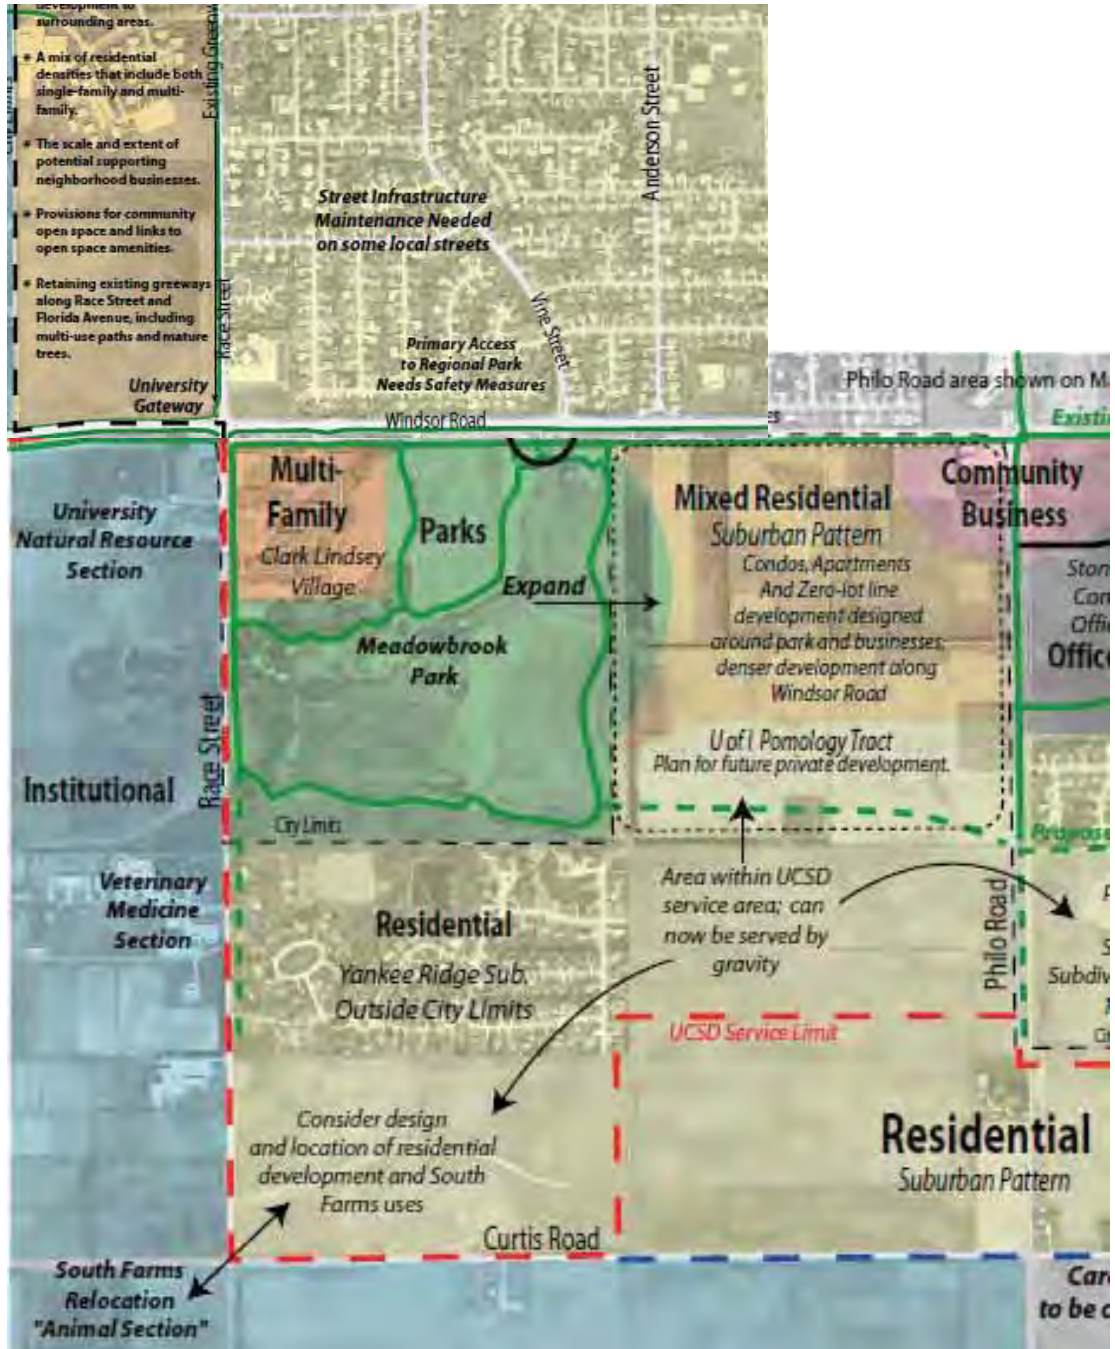 development to
surrounding areas.
* A mix of residential
densities that include both
single-family and multi-
family.
* The scale and extent of
potential supporting
neighborhood businesses.
* Provisions for community
open space and links to
open space amenities.
* Retaining existing greeways
along Race Street and
Florida Avenue, including
multi-use paths and mature
trees.
University
Gateway
Existing
Race Street
Street Infrastructure
Maintenance Needed
on some local streets
Anderson Street
Vine Street
Primary Access
to Regional Park
Needs Safety Measures
Windsor Road
Philo Road area shown on
Multi-
Family
Clark Lindsey
Village
Parks
Expand
Meadowbrook
Park
Mixed Residential
Suburban Pattern
Condos, Apartments
And Zero-lot line
development designed
around park and businesses;
denser development along
Windsor Road
U of I Pomology Tract
Plan for future private development.
Community
Business
Office
University
Natural Resource
Section
Race Street
Institutional
City Limits
Veterinary
Medicine
Section
Residential
Yankee Ridge Sub.
Outside City LImits
Area within UCSD
service area; can
now be served by
gravity
Philo Road
Subdiv
UCSD Service Limit
Consider design
and location of residential
development and South
Farms uses
Residential
Suburban Pattern
Curtis Road
South Farms
Relocation
"Animal Section"
to be